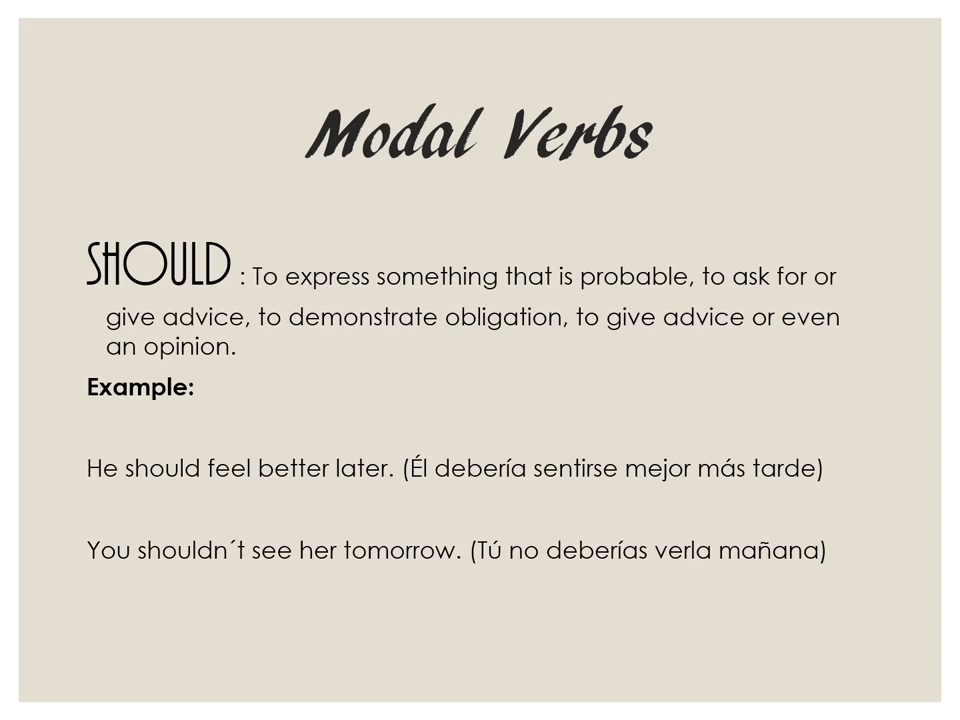 Modal Verbs
SHOULD : To express something that is probable, to ask for or
give advice, to demonstrate obligation, to give advice or even
an opinion.
Example:
He should feel better later. (Él debería sentirse mejor más tarde)
You shouldn´t see her tomorrow. (Tú no deberías verla mañana)